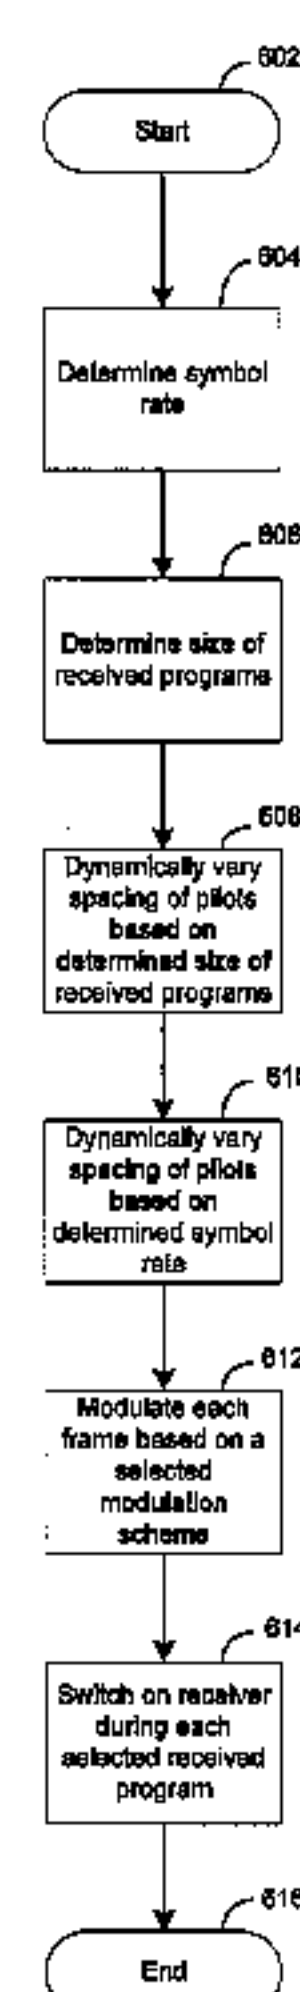 602
Start
604
Determine symbol
rate
606
Determine size of
received programs
608
Dynamically vary
spacing of pilots
based on
determined size of
received programs
Dynamically vary
spacing of pilots
based on
determined symbol
rate
612
Modulate each
frame based on a
selected
modulation
scheme
614
Switch on receiver
during each
selected received
program
616
End